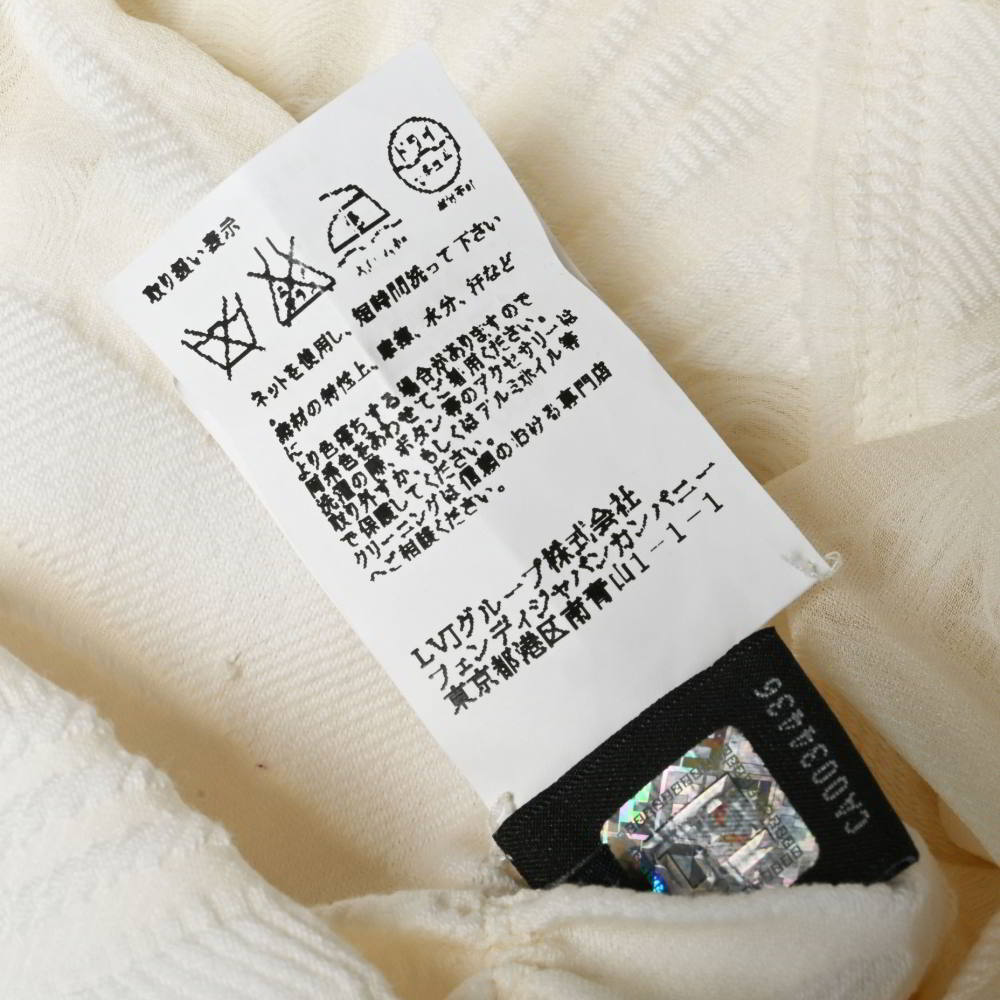 取り扱い表示
ドライ
セキユ系
エンソ
サラシ
中
ネットを使用し、短時間洗って下さい
素材の特性上、摩擦、水分、汗など
に
より色落ちする場合がありますので
同系色をあわせてご着用ください。
洗濯の際、ボタン等のアクセサリーは
取り外すか、もしくはアルミホイル等
で保護してください。
クリーニングは信頼のおける専門店
へご相談ください。
LVJグループ株式会社
フェンディジャパンカンパニー
東京都港区南青山1-1-1
CA00304436